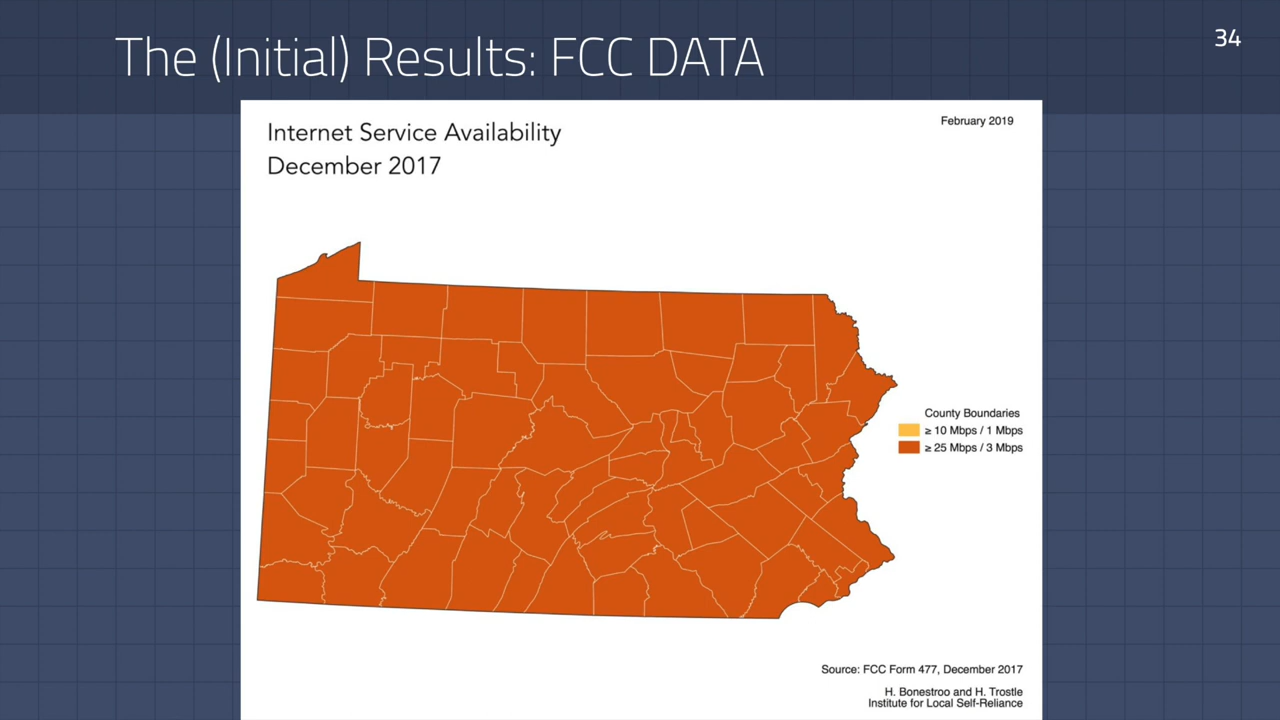 The (Initial) Results: FCC DATA
34
Internet Service Availability
December 2017
February 2019
County Boundaries
≥ 10 Mbps / 1 Mbps
≥ 25 Mbps / 3 Mbps
Source: FCC Form 477, December 2017
H. Bonestroo and H. Trostle
Institute for Local Self-Reliance